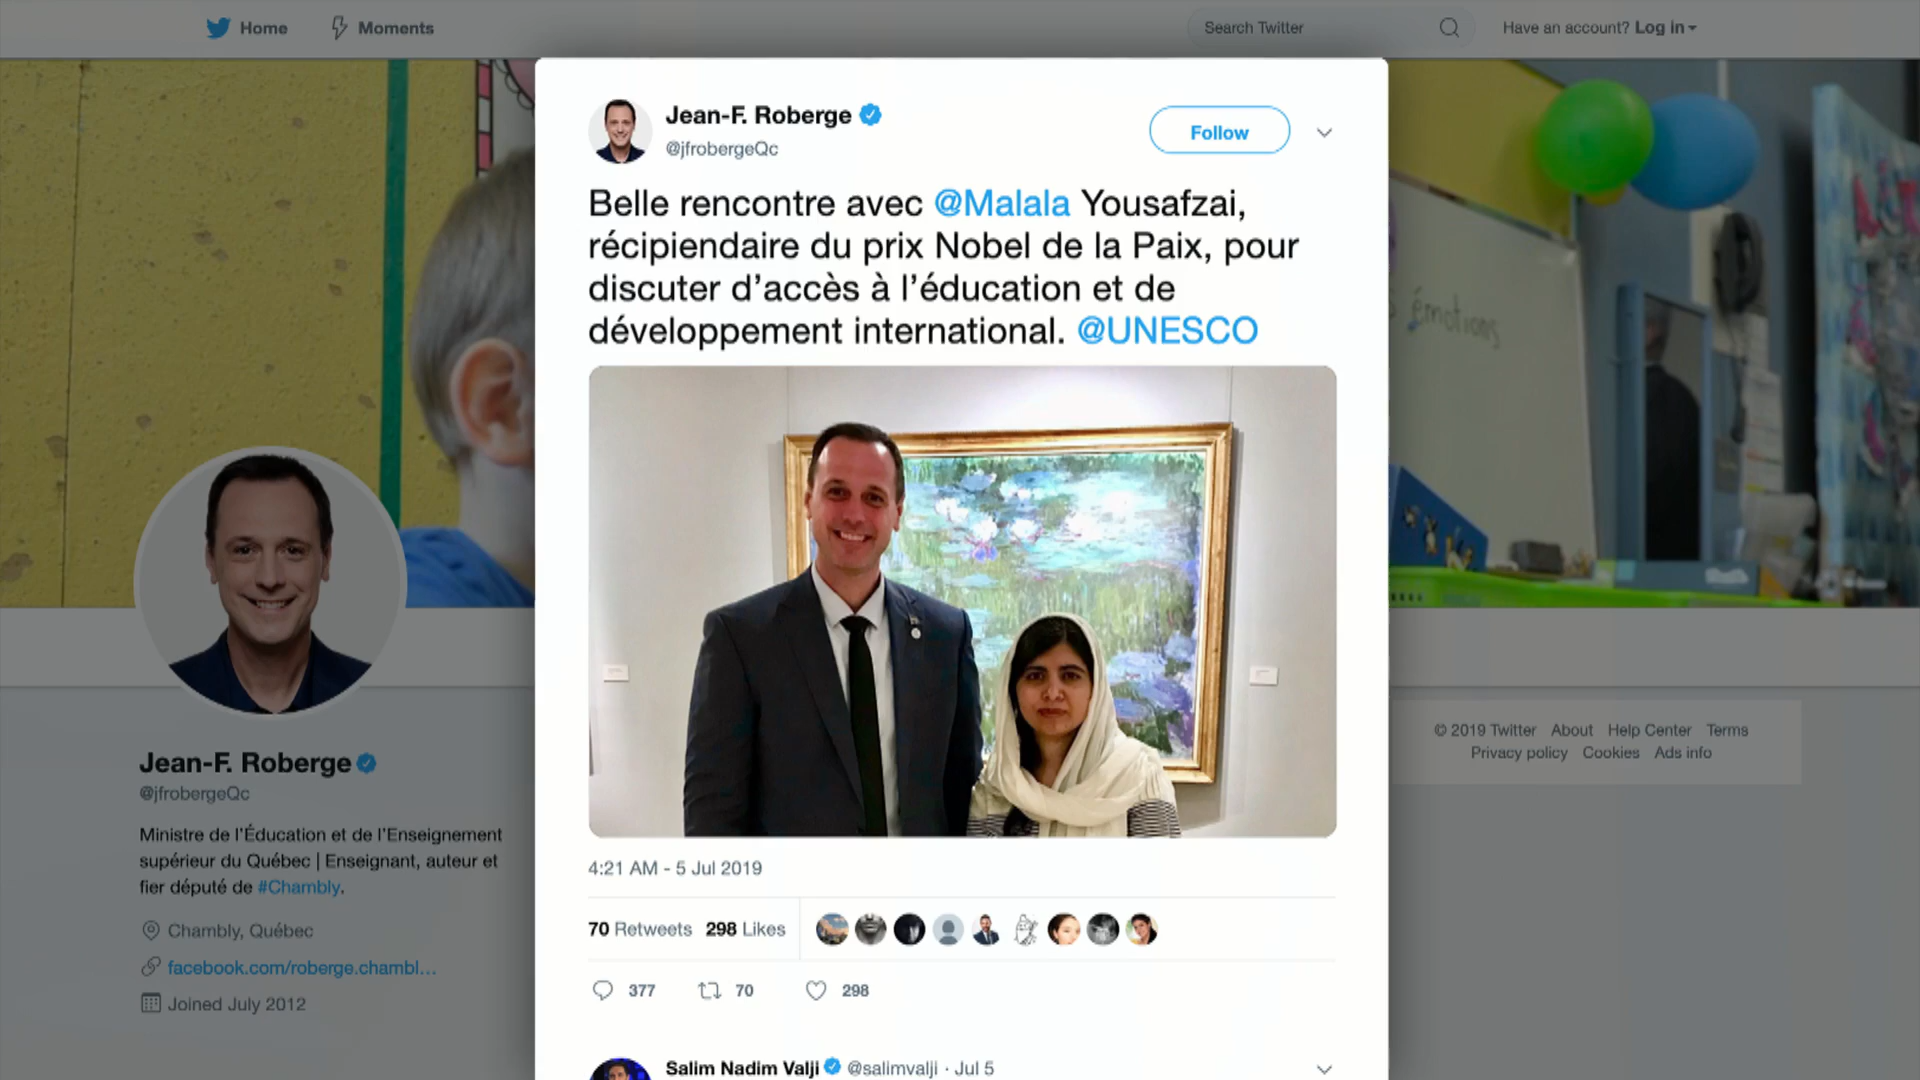 Home
Moments
Search Twitter
Have an account? Log in
Jean-F. Roberge
@jfrobergeQc
Follow
Belle rencontre avec @Malala Yousafzai,
récipiendaire du prix Nobel de la Paix, pour
discuter d’accès à l’éducation et de
développement international. @UNESCO
émotions
4:21 AM - 5 Jul 2019
70 Retweets 298 Likes
377
70
298
Salim Nadim Valji @salimvalji · Jul 5
Jean-F. Roberge
@jfrobergeQc
Ministre de l’Éducation et de l’Enseignement
supérieur du Québec | Enseignant, auteur et
fier député de #Chambly.
Chambly, Québec
facebook.com/roberge.chambl...
Joined July 2012
© 2019 Twitter About Help Center Terms
Privacy policy Cookies Ads info